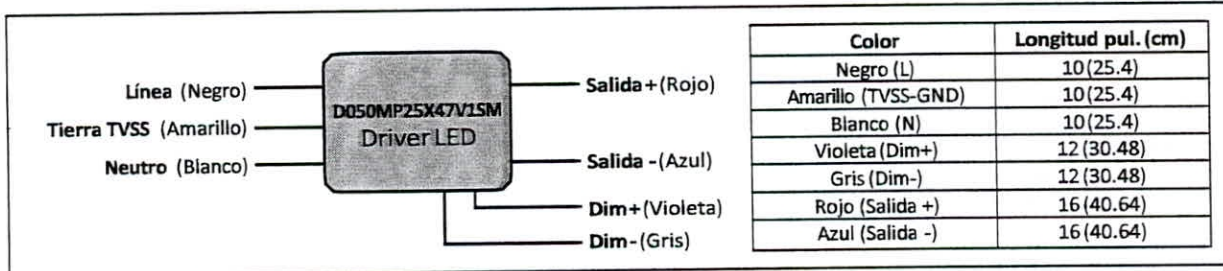 Línea (Negro)
Tierra TVSS (Amarillo)
Neutro (Blanco)
D050MP25X47V1SM
Driver LED
Salida+(Rojo)
Salida -(Azul)
Dim+(Violeta)
Dim-(Gris)
Color Longitud pul. (cm)
Negro (L) 10(25.4)
Amarillo (TVSS-GND) 10(25.4)
Blanco (N) 10(25.4)
Violeta (Dim+) 12(30.48)
Gris (Dim-) 12(30.48)
Rojo (Salida +) 16(40.64)
Azul (Salida -) 16(40.64)